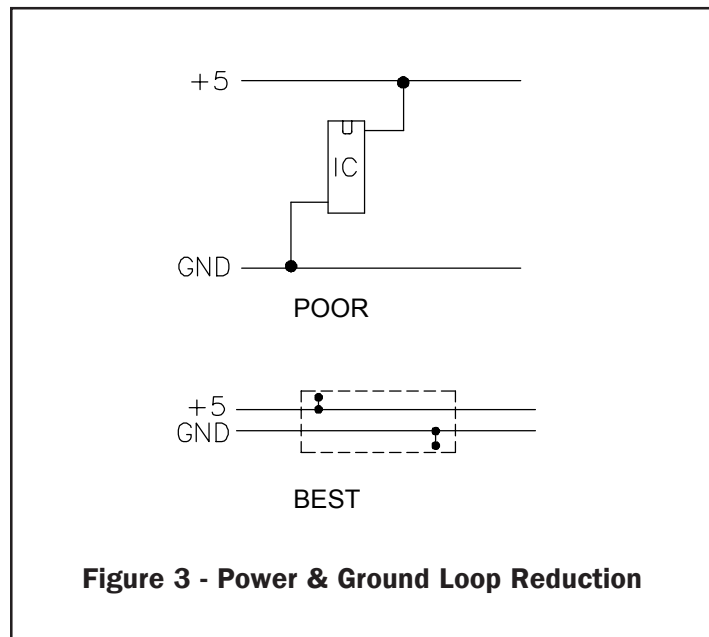 +5
IC
GND
POOR
+5
GND
BEST
Figure 3 - Power & Ground Loop Reduction